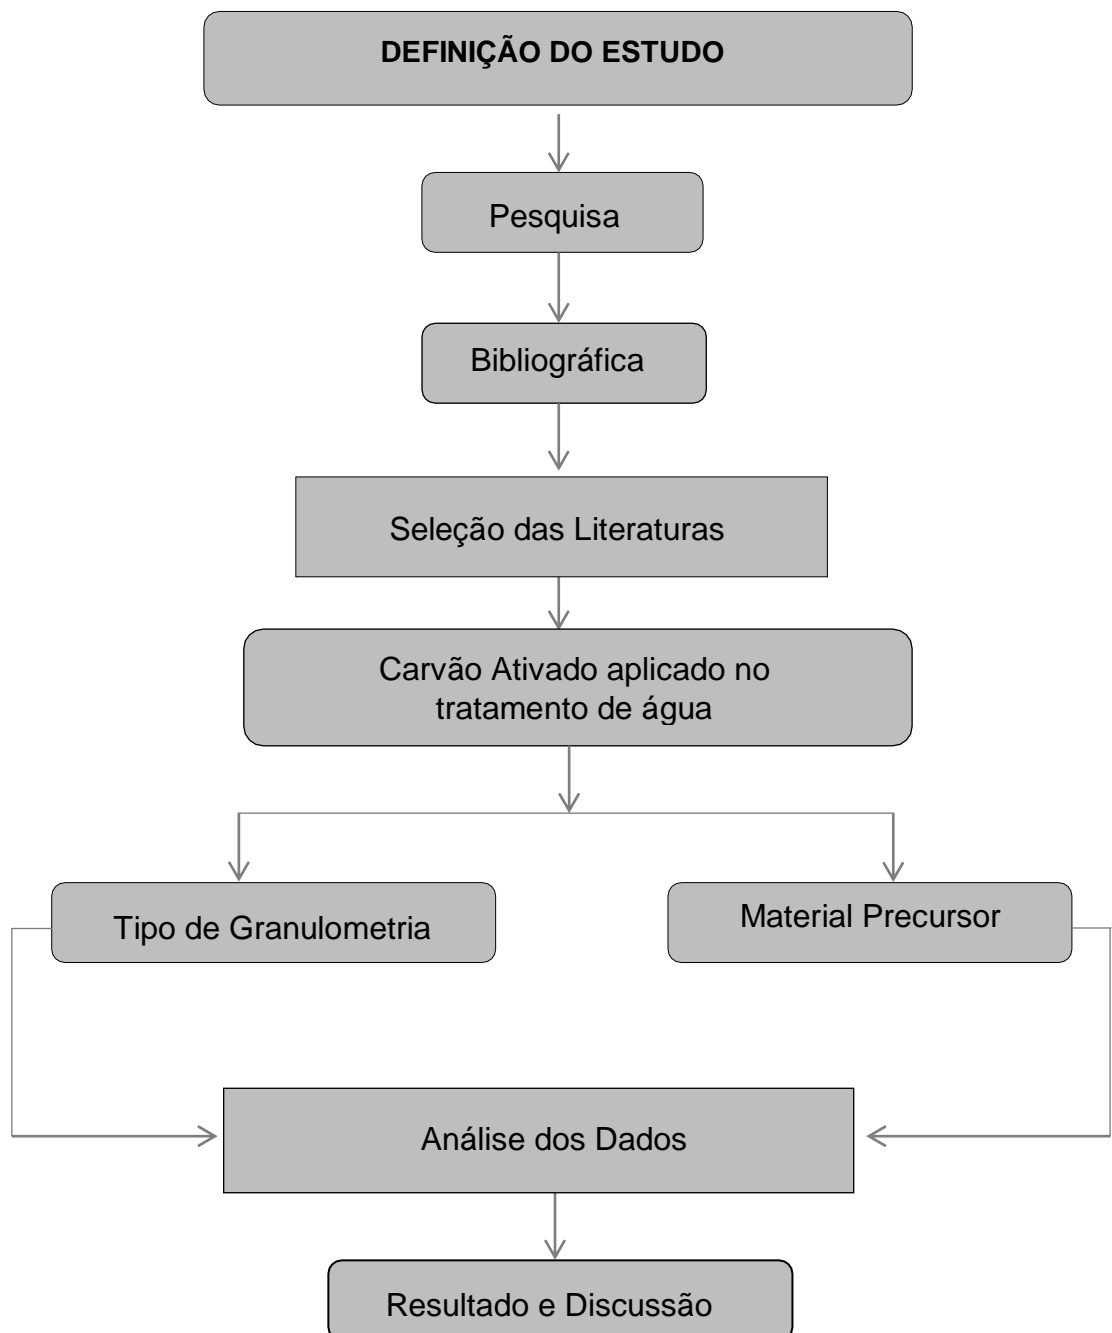 DEFINIÇÃO DO ESTUDO
Pesquisa
Bibliográfica
Seleção das Literaturas
Carvão Ativado aplicado no
tratamento de água
Tipo de Granulometria
Material Precursor
Análise dos Dados
Resultado e Discussão